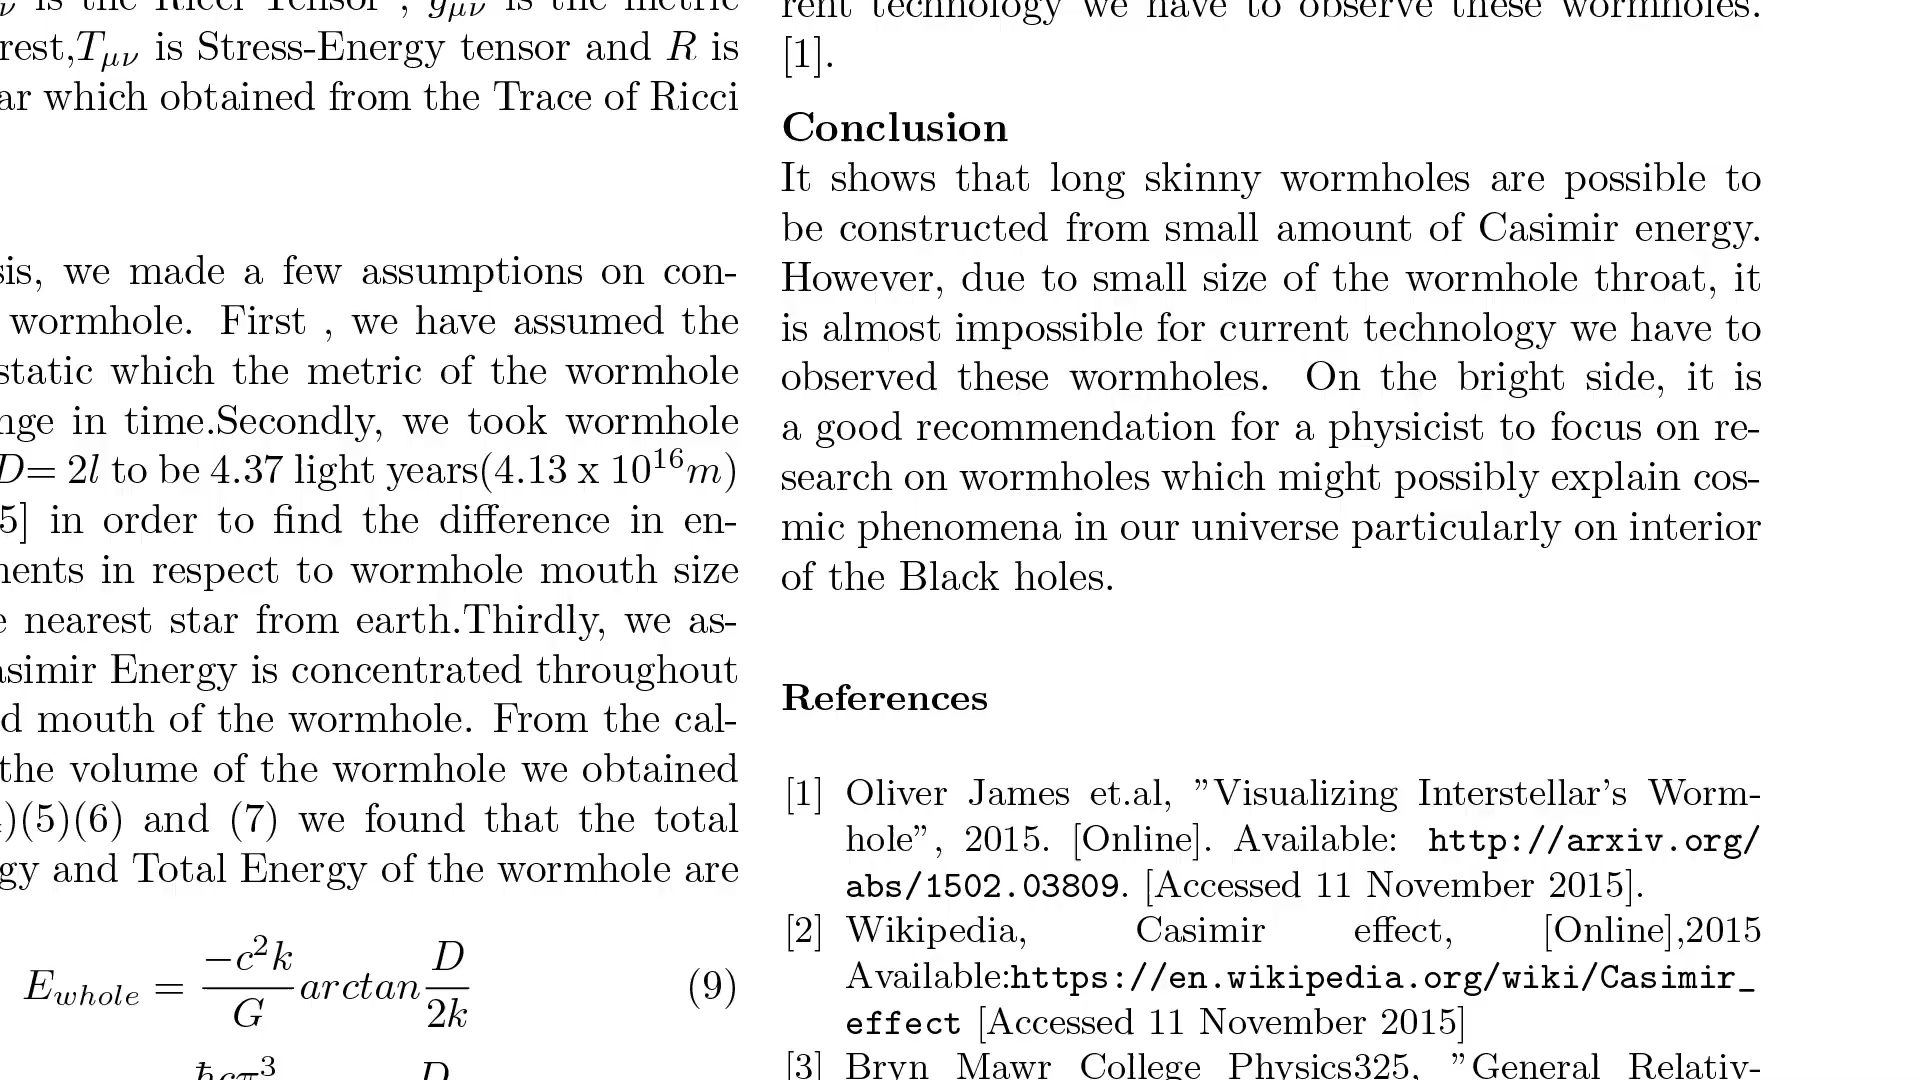 ν is the Ricci Tensor , gμν is the metric
rest,Tμν is Stress-Energy tensor and R is
ar which obtained from the Trace of Ricci
sis, we made a few assumptions on con-
wormhole. First , we have assumed the
static which the metric of the wormhole
nge in time.Secondly, we took wormhole
D= 2l to be 4.37 light years(4.13 x 10¹⁶m)
5] in order to find the difference in en-
ments in respect to wormhole mouth size
e nearest star from earth.Thirdly, we as-
asimir Energy is concentrated throughout
d mouth of the wormhole. From the cal-
the volume of the wormhole we obtained
)(5)(6) and (7) we found that the total
gy and Total Energy of the wormhole are
E_whole = −c²k/G arctan D/2k (9)
ℏcπ³ D
rent technology we have to observe these wormholes.
[1].
Conclusion
It shows that long skinny wormholes are possible to
be constructed from small amount of Casimir energy.
However, due to small size of the wormhole throat, it
is almost impossible for current technology we have to
observed these wormholes. On the bright side, it is
a good recommendation for a physicist to focus on re-
search on wormholes which might possibly explain cos-
mic phenomena in our universe particularly on interior
of the Black holes.
References
[1] Oliver James et.al, ”Visualizing Interstellar’s Worm-
hole”, 2015. [Online]. Available: http://arxiv.org/
abs/1502.03809. [Accessed 11 November 2015].
[2] Wikipedia, Casimir effect, [Online],2015
Available:https://en.wikipedia.org/wiki/Casimir_
effect [Accessed 11 November 2015]
[3] Bryn Mawr College Physics325, ”General Relativ-